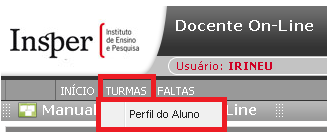 Insper
Instituto
de Ensino
e Pesquisa
Docente On-Line
Usuário: IRINEU
INÍCIO TURMAS FALTAS
Manual Line
Perfil do Aluno